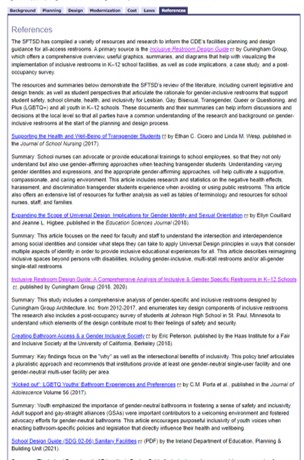 Background Planning Design Modernization Cost Laws References
References
The SFTSD has compiled a variety of resources and research to inform the CDE's facilities planning and design
guidance for all-access restrooms. A primary source is the Inclusive Restroom Design Guide by Cuningham Group,
which offers a comprehensive overview, useful graphics, summaries, and diagrams that help with visualizing the
implementation of inclusive restrooms in K–12 school facilities, as well as code implications, a case study, and a post-
occupancy survey.
The resources and summaries below demonstrate the SFTSD's review of the literature, including current legislative and
design trends, as well as student perspectives that articulate the rationale for gender-inclusive restrooms that support
student safety, school climate, health, and inclusivity for Lesbian, Gay, Bisexual, Transgender, Queer or Questioning, and
Plus (LGBTQ+) and all youth in K–12 schools. These documents and their summaries can help inform discussions and
decisions at the local level so that all parties have a common understanding of the research and background on gender-
inclusive restrooms at the start of the planning and design process.
Supporting the Health and Well-Being of Transgender Students by Ethan C. Cicero and Linda M. Wesp, published in
the Journal of School Nursing (2017)
Summary: School nurses can advocate or provide educational trainings to school employees, so that they not only
understand but also use gender-affirming approaches when teaching transgender students. Understanding varying
gender identities and expressions, and the appropriate gender-affirming approaches, will help cultivate a supportive,
compassionate, and caring environment. This article includes research and statistics on the negative health effects,
harassment, and discrimination transgender students experience when avoiding or using public restrooms. This article
also offers an extensive list of resources for further analysis as well as tables of terminology and resources for school
nurses, staff, and families.
Expanding the Scope of Universal Design: Implications for Gender Identity and Sexual Orientation by Ellyn Couillard
and Jeanne L. Higbee, published in the Education Sciences Journal (2018).
Summary: This article focuses on the need for faculty and staff to understand the intersection and interdependence
among social identities and consider what steps they can take to apply Universal Design principles in ways that consider
multiple aspects of identity in order to provide inclusive educational experiences for all. This article describes reimagining
inclusive spaces beyond persons with disabilities, including gender-inclusive, multi-stall restrooms and/or all-gender
single-stall restrooms.
Inclusive Restroom Design Guide: A Comprehensive Analysis of Inclusive & Gender Specific Restrooms in K–12 Schools
published by Cuningham Group (2018, 2020).
Summary: This study includes a comprehensive analysis of gender-specific and inclusive restrooms designed by
Cuningham Group Architecture, Inc. from 2012-2017, and enumerates key design components of inclusive restrooms.
The research also includes a post-occupancy survey of students of Johnson High School in St. Paul, Minnesota to
understand which elements of the design contribute most to their feelings of safety and security.
Creating Bathroom Access & a Gender Inclusive Society by Eric Peterson, published by the Haas Institute for a Fair
and Inclusive Society at the University of California, Berkeley (2018).
Summary: Key findings focus on the "why" as well as the intersectional benefits of inclusivity. This policy brief articulates
a pluralistic approach and recommends that institutions provide at least one gender-neutral single-user facility and one
gender-neutral multi-user facility per area.
'Kicked out': LGBTQ Youths' Bathroom Experiences and Preferences by C.M. Porta et al., published in the Journal of
Adolescence Volume 56 (2017).
Summary: Youth emphasized the importance of gender-neutral bathrooms in fostering a sense of safety and inclusivity.
Adult support and gay-straight alliances (GSAs) were important contributors to a welcoming environment and fostered
advocacy efforts for gender-neutral bathrooms. This article encourages purposeful inclusivity of youth voices when
enacting bathroom-specific policies and legislation that directly influence their health and wellbeing.
School Design Guide (SDG 02-06) Sanitary Facilities (PDF) by the Ireland Department of Education, Planning &
Building Unit (2021)